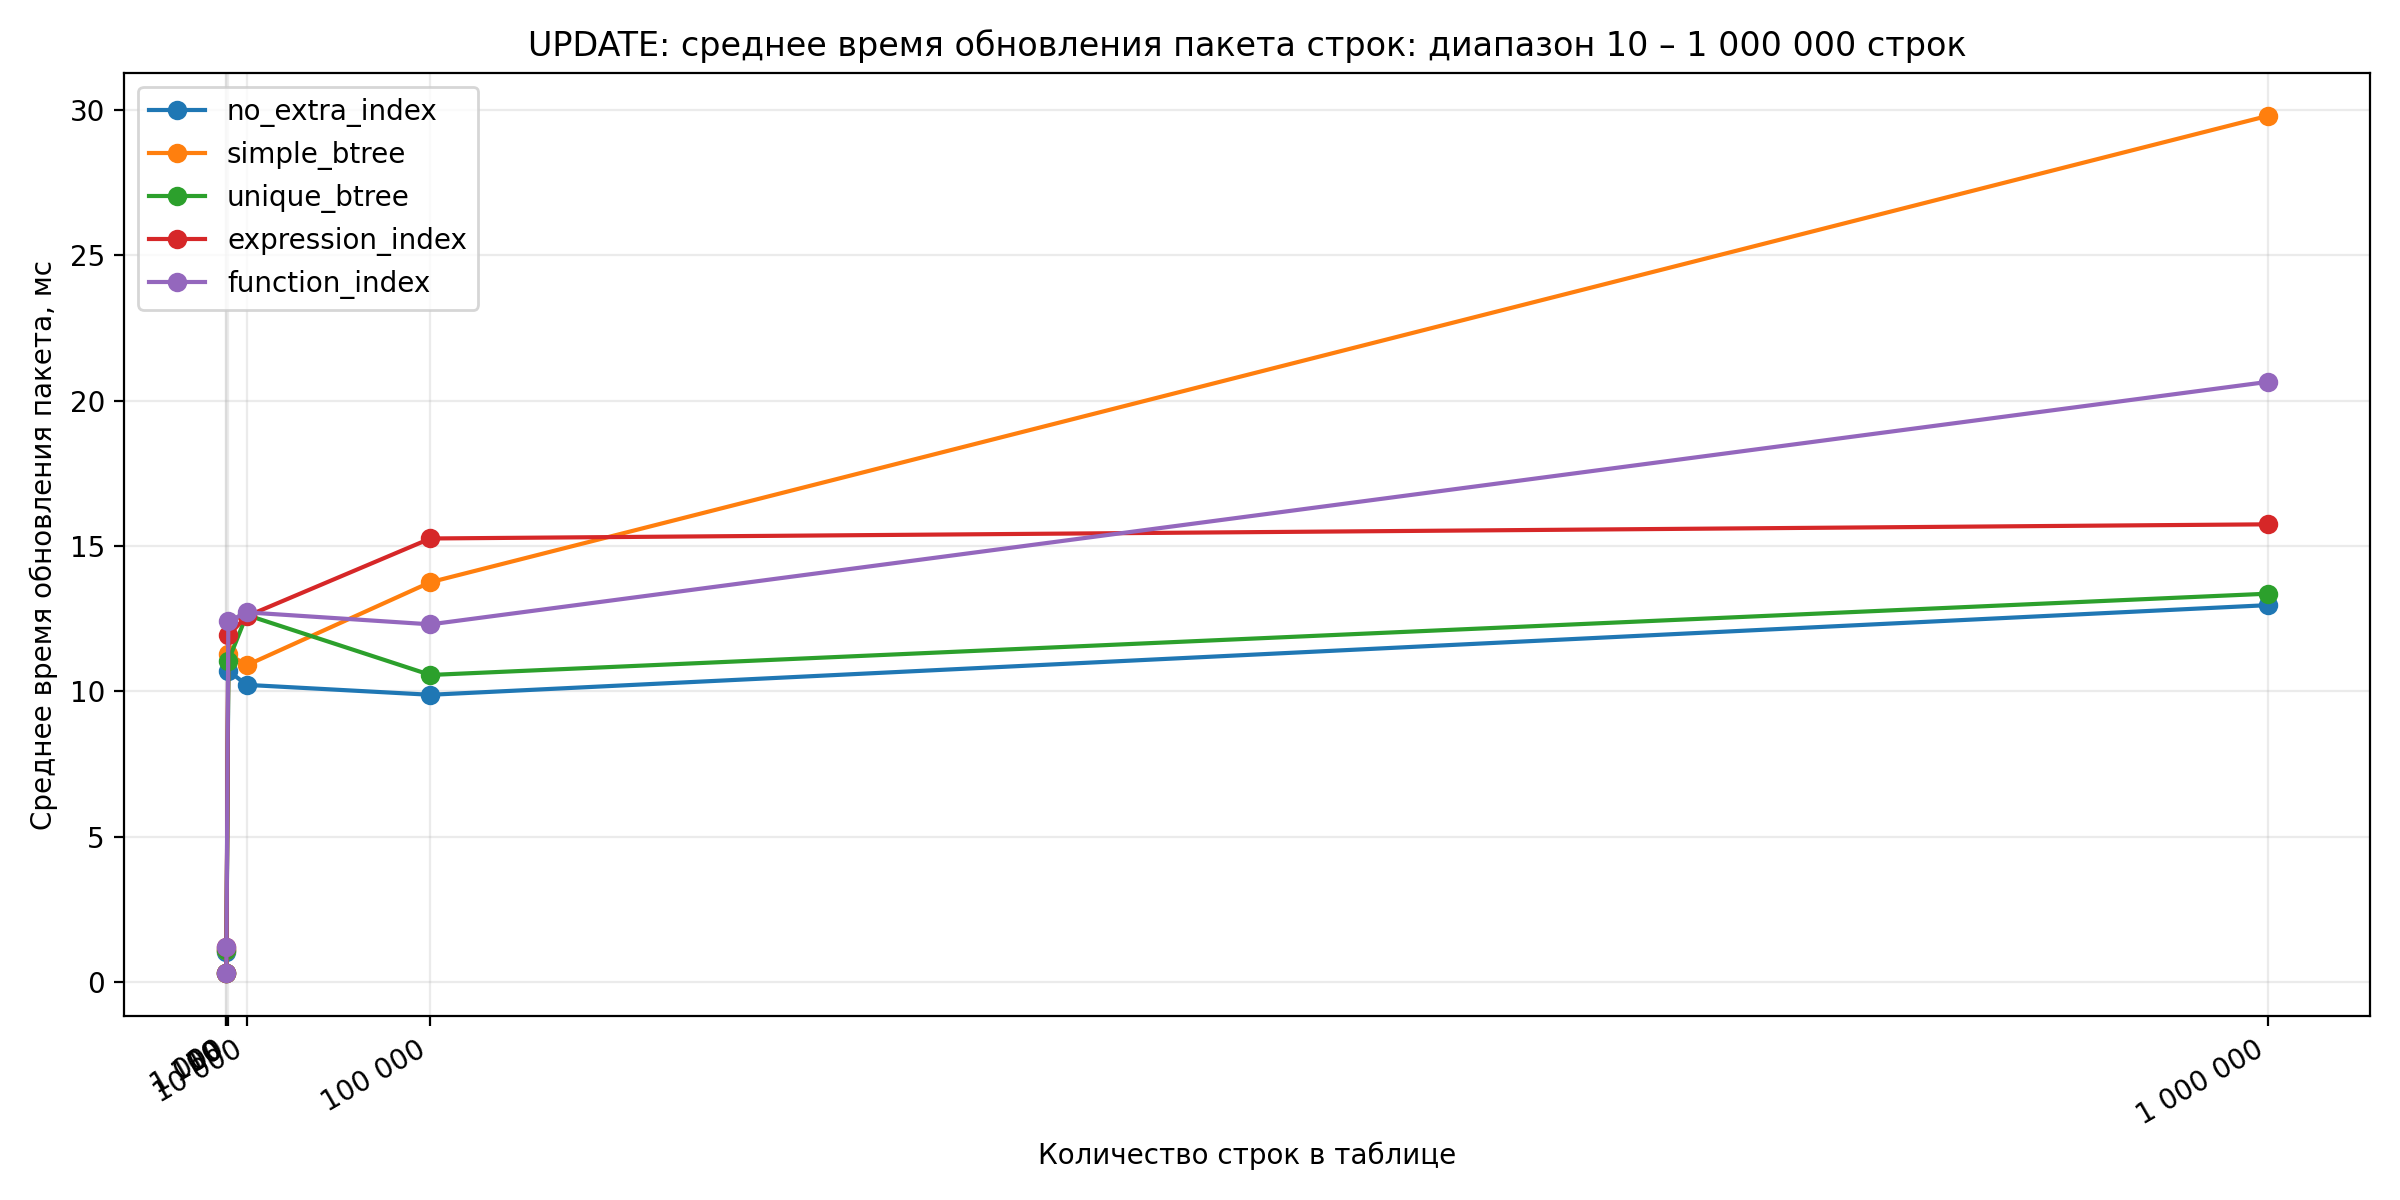 UPDATE: среднее время обновления пакета строк: диапазон 10 – 1 000 000 строк
30
25
20
15
10
5
0
Среднее время обновления пакета, мс
no_extra_index
simple_btree
unique_btree
expression_index
function_index
1 000
10 000
100 000
1 000 000
Количество строк в таблице